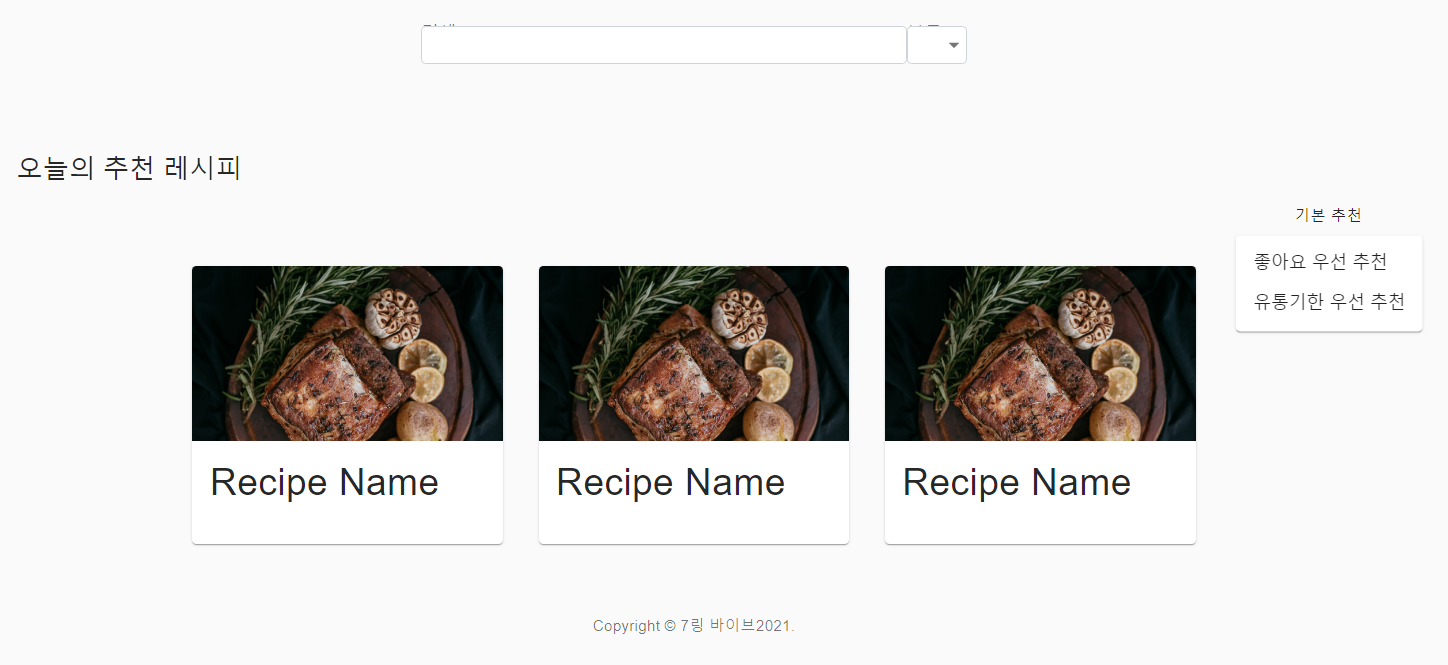 오늘의 추천 레시피
기본 추천
좋아요 우선 추천
유통기한 우선 추천
Recipe Name
Recipe Name
Recipe Name
Copyright © 7링 바이브2021.